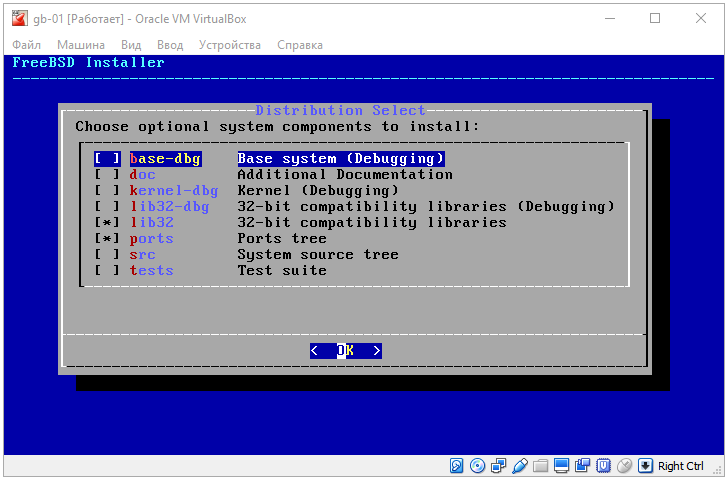 gb-01 [Работает] - Oracle VM VirtualBox
Файл Машина Вид Ввод Устройства Справка
FreeBSD Installer
Distribution Select
Choose optional system components to install:
[ ] base-dbg Base system (Debugging)
[ ] doc Additional Documentation
[ ] kernel-dbg Kernel (Debugging)
[ ] lib32-dbg 32-bit compatibility libraries (Debugging)
[*] lib32 32-bit compatibility libraries
[*] ports Ports tree
[ ] src System source tree
[ ] tests Test suite
< OK >
Right Ctrl